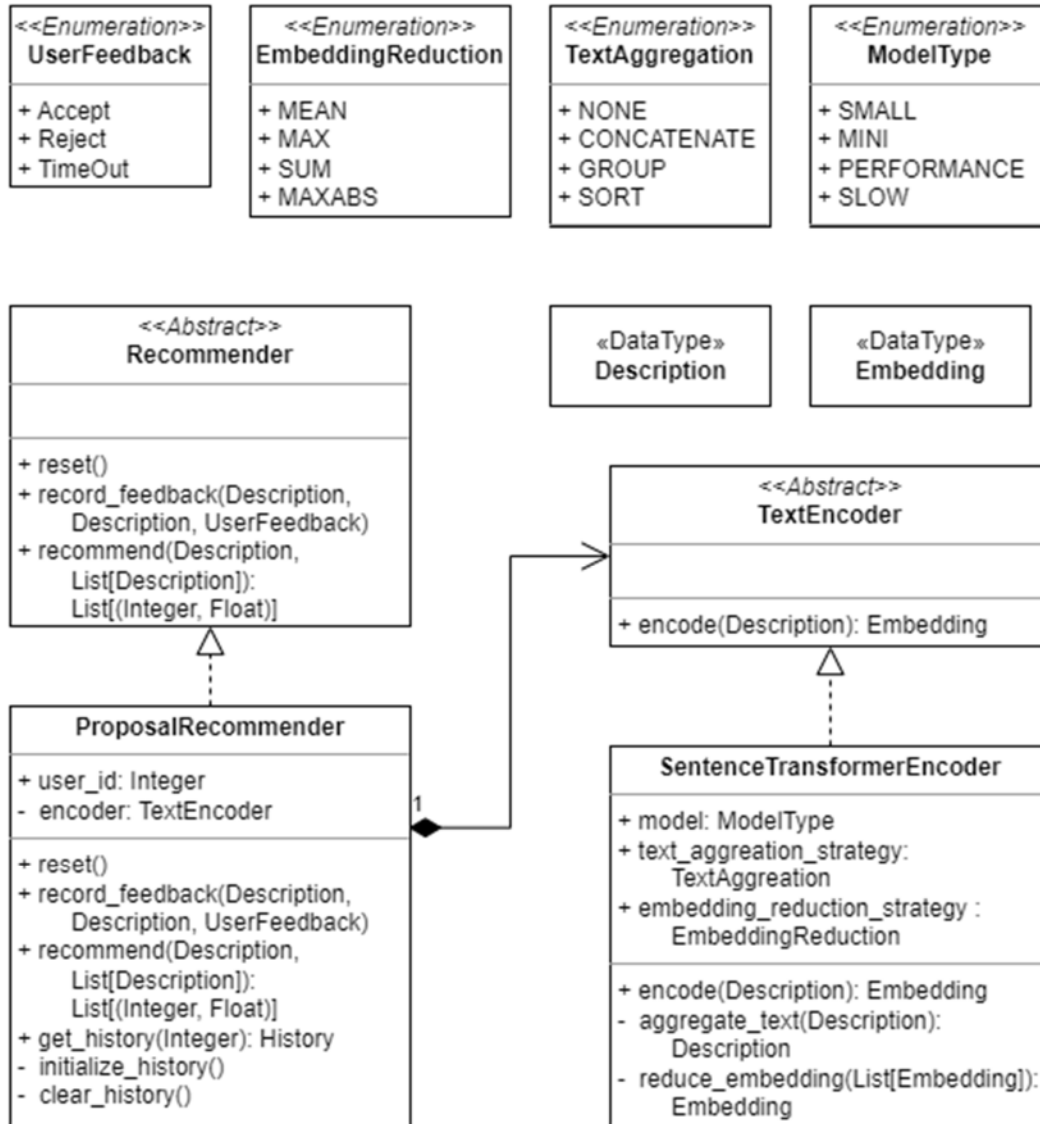 <<Enumeration>>
UserFeedback
+ Accept
+ Reject
+ TimeOut
<<Enumeration>>
EmbeddingReduction
+ MEAN
+ MAX
+ SUM
+ MAXABS
<<Enumeration>>
TextAggregation
+ NONE
+ CONCATENATE
+ GROUP
+ SORT
<<Enumeration>>
ModelType
+ SMALL
+ MINI
+ PERFORMANCE
+ SLOW
<<Abstract>>
Recommender
+ reset()
+ record_feedback(Description,
Description, UserFeedback)
+ recommend(Description,
List[Description]):
List[(Integer, Float)]
«DataType»
Description
«DataType»
Embedding
<<Abstract>>
TextEncoder
+ encode(Description): Embedding
ProposalRecommender
+ user_id: Integer
- encoder: TextEncoder
+ reset()
+ record_feedback(Description,
Description, UserFeedback)
+ recommend(Description,
List[Description]):
List[(Integer, Float)]
+ get_history(Integer): History
- initialize_history()
- clear_history()
1
SentenceTransformerEncoder
+ model: ModelType
+ text_aggreation_strategy:
TextAggreation
+ embedding_reduction_strategy :
EmbeddingReduction
+ encode(Description): Embedding
- aggregate_text(Description):
Description
- reduce_embedding(List[Embedding]):
Embedding